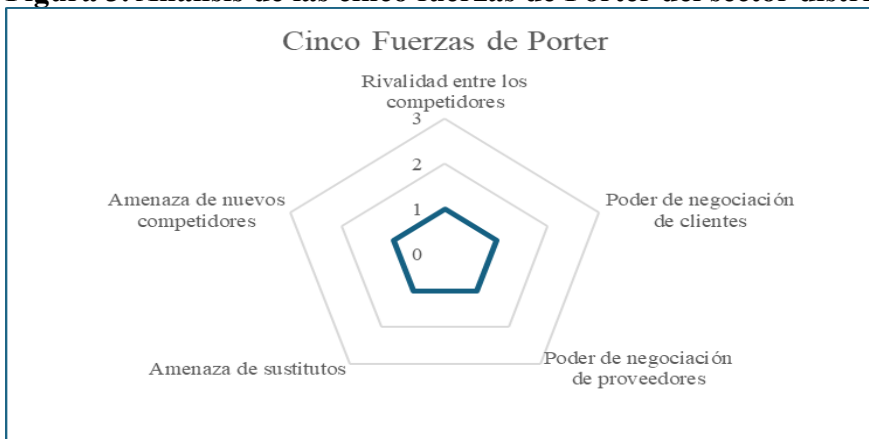 Cinco Fuerzas de Porter
Rivalidad entre los
competidores
3
2
1
0
Amenaza de nuevos
competidores
Poder de negociación
de clientes
Amenaza de sustitutos
Poder de negociación
de proveedores